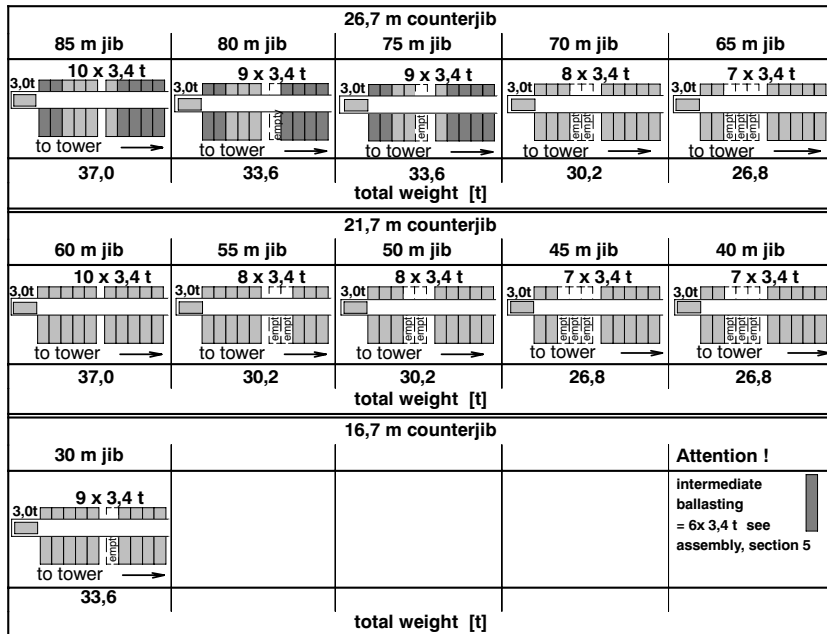 26,7 m counterjib
85 m jib 80 m jib 75 m jib 70 m jib 65 m jib
10 x 3,4 t 9 x 3,4 t 9 x 3,4 t 8 x 3,4 t 7 x 3,4 t
3,0t 3,0t 3,0t 3,0t 3,0t
empty empt empt empt empt empt empt
to tower to tower to tower to tower to tower
37,0 33,6 33,6 30,2 26,8
total weight [t]
21,7 m counterjib
60 m jib 55 m jib 50 m jib 45 m jib 40 m jib
10 x 3,4 t 8 x 3,4 t 8 x 3,4 t 7 x 3,4 t 7 x 3,4 t
3,0t 3,0t 3,0t 3,0t 3,0t
empt empt empt empt empt empt empt empt empt empt
to tower to tower to tower to tower to tower
37,0 30,2 30,2 26,8 26,8
total weight [t]
16,7 m counterjib
30 m jib Attention !
9 x 3,4 t
3,0t
empt
to tower
intermediate
ballasting
= 6x 3,4 t see
assembly, section 5
33,6
total weight [t]